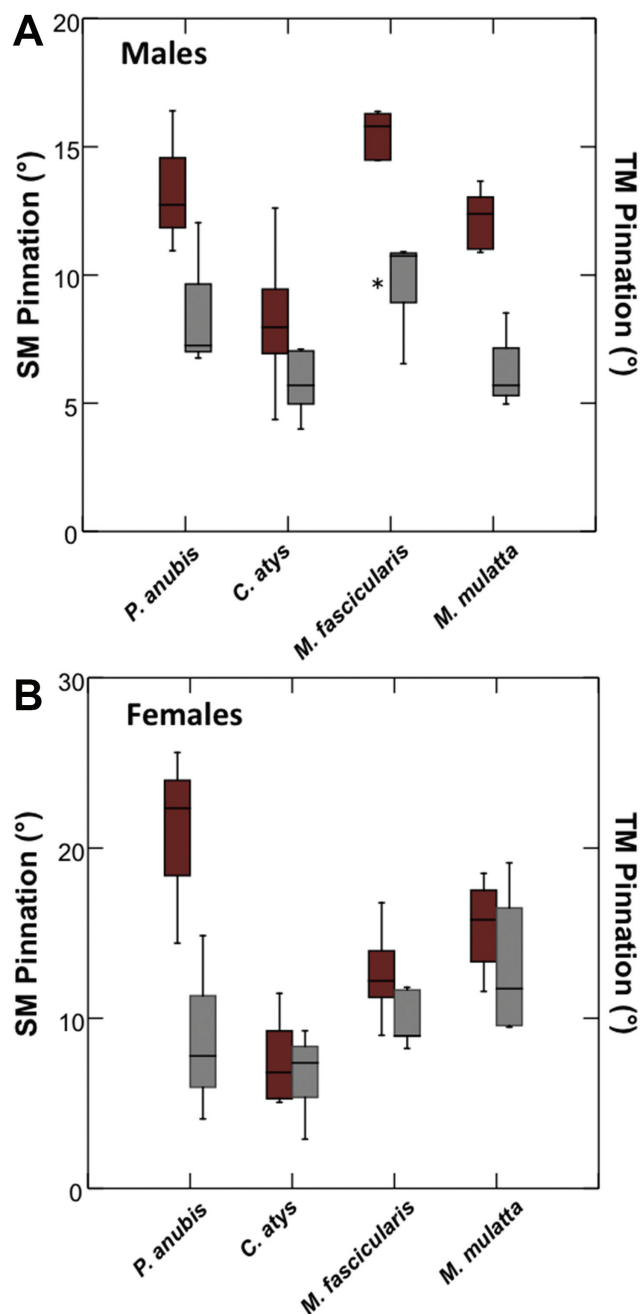 A
Males
20
15
10
5
0
SM Pinnation (°)
TM Pinnation (°)
*
P. anubis
C. atys
M. fascicularis
M. mulatta
B
Females
30
20
10
0
SM Pinnation (°)
TM Pinnation (°)
P. anubis
C. atys
M. fascicularis
M. mulatta